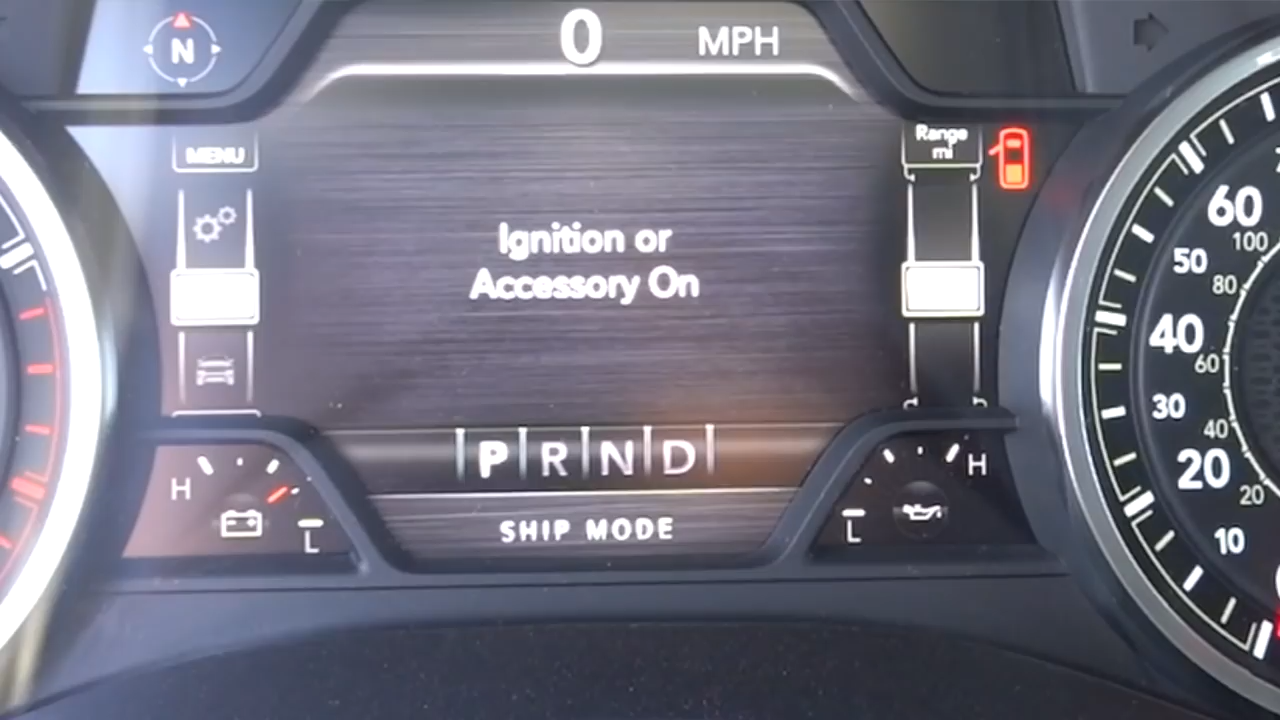 N
0 MPH
MENU
Range
mi
Ignition or
Accessory On
P R N D
SHIP MODE
H
L
H
L
60
100
50
80
40
60
30
40
20
20
10